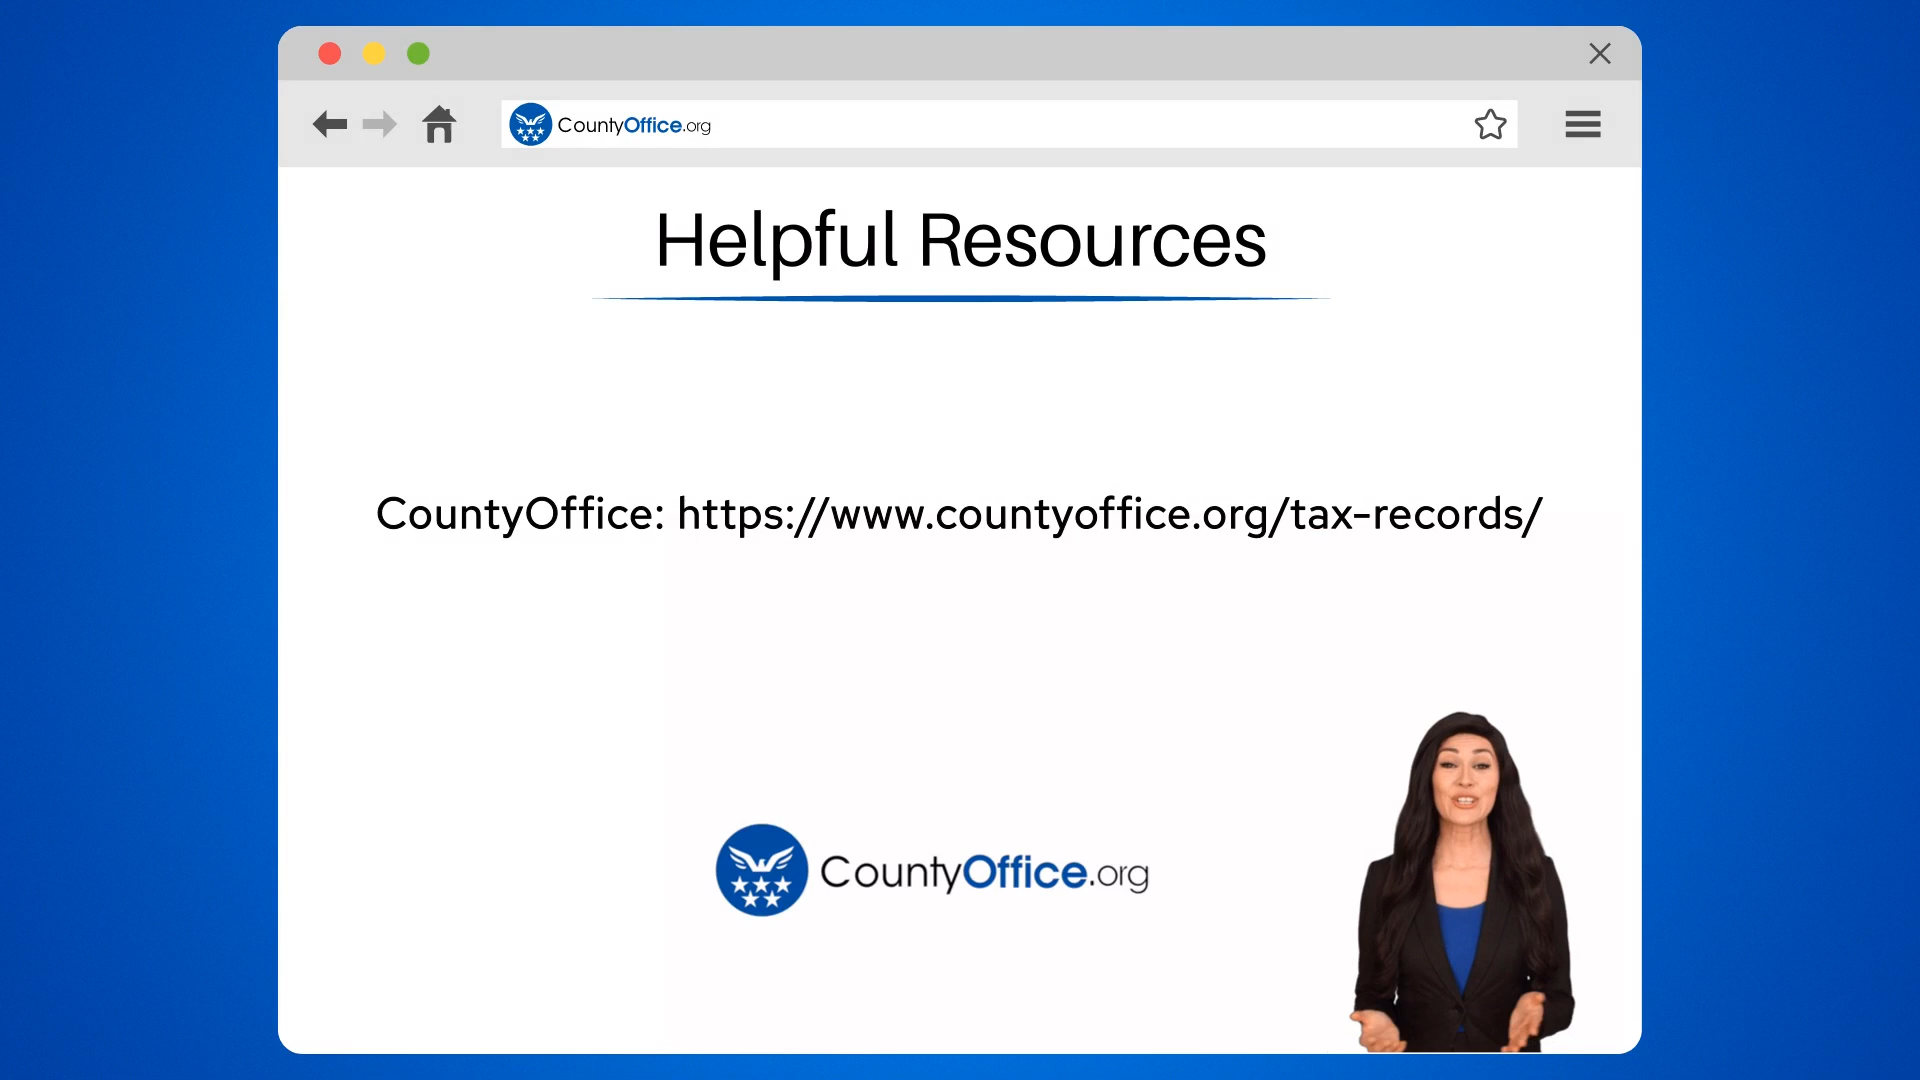 CountyOffice.org
Helpful Resources
CountyOffice: https://www.countyoffice.org/tax-records/
CountyOffice.org